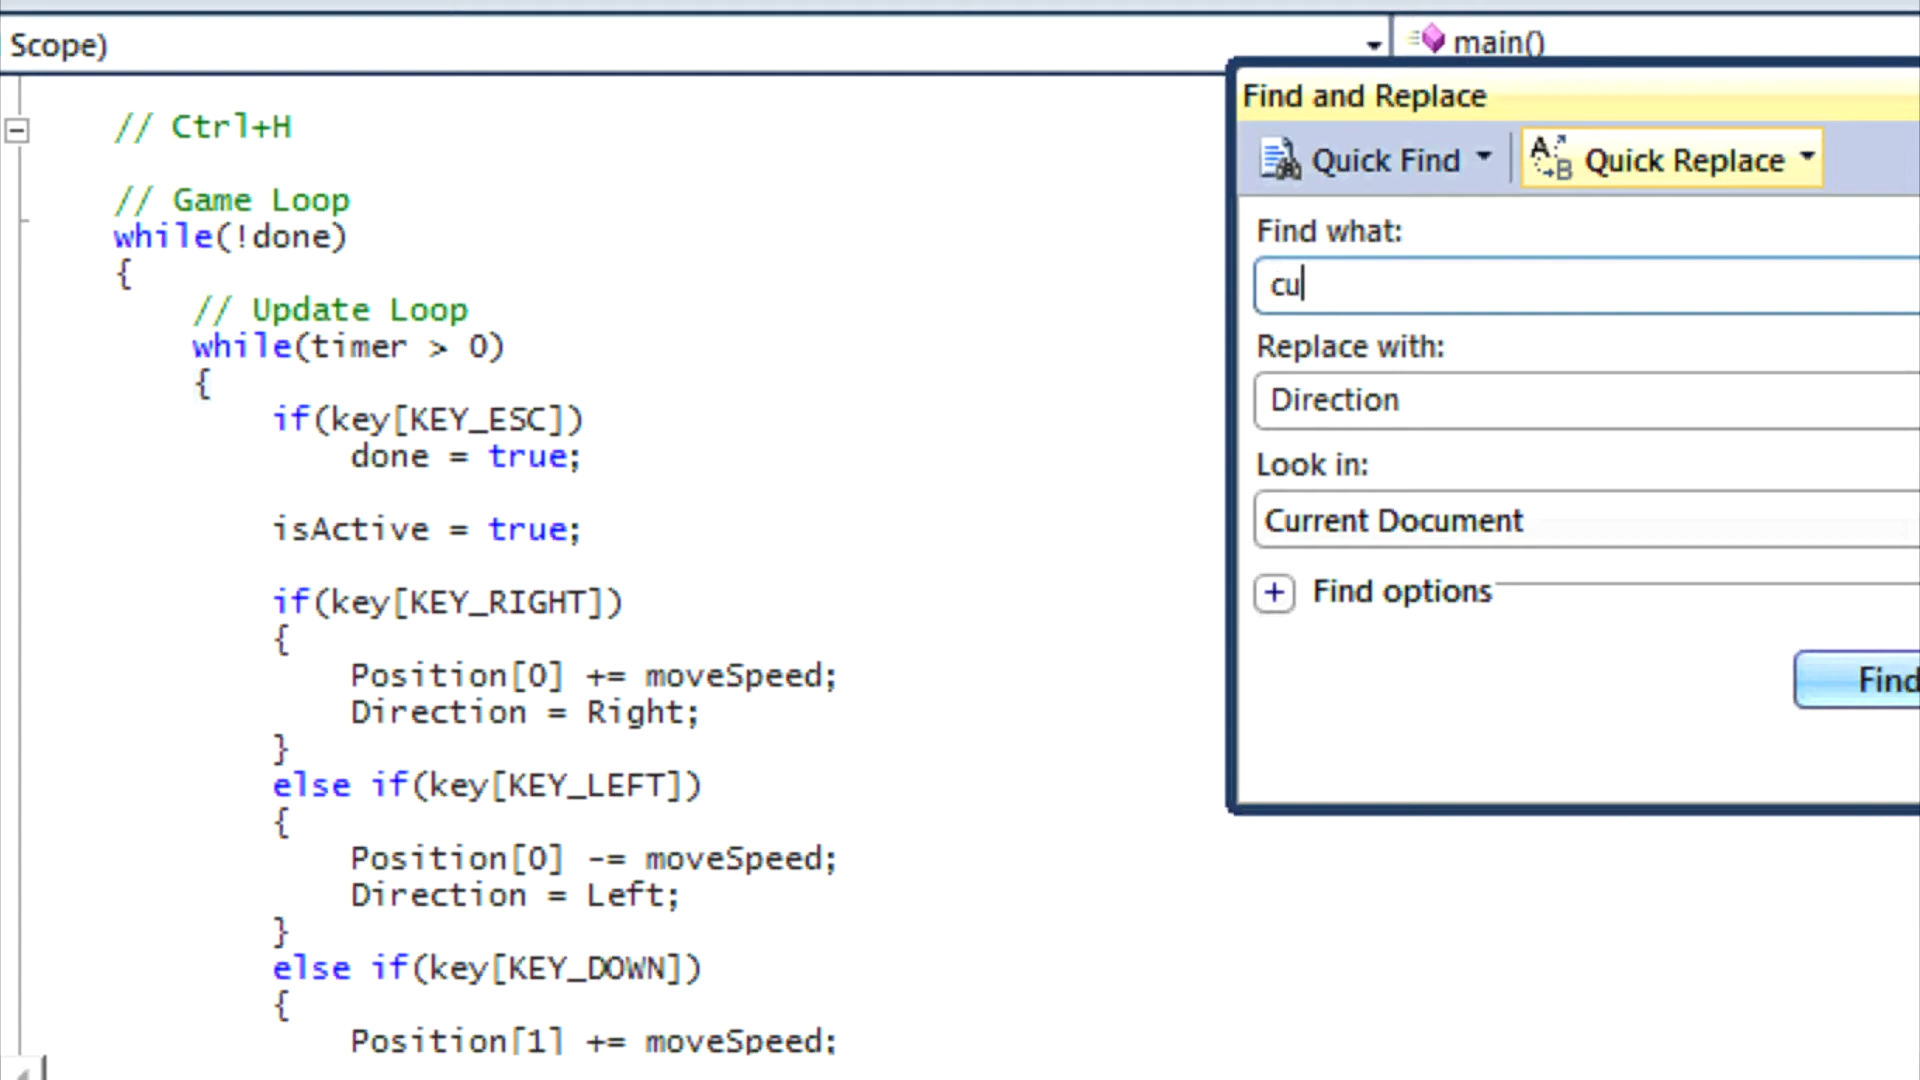 Scope)
main()
// Ctrl+H
// Game Loop
while(!done)
{
// Update Loop
while(timer > 0)
{
if(key[KEY_ESC])
done = true;
isActive = true;
if(key[KEY_RIGHT])
{
Position[0] += moveSpeed;
Direction = Right;
}
else if(key[KEY_LEFT])
{
Position[0] -= moveSpeed;
Direction = Left;
}
else if(key[KEY_DOWN])
{
Position[1] += moveSpeed;
Find and Replace
Quick Find
Quick Replace
Find what:
cu
Replace with:
Direction
Look in:
Current Document
Find options
Find